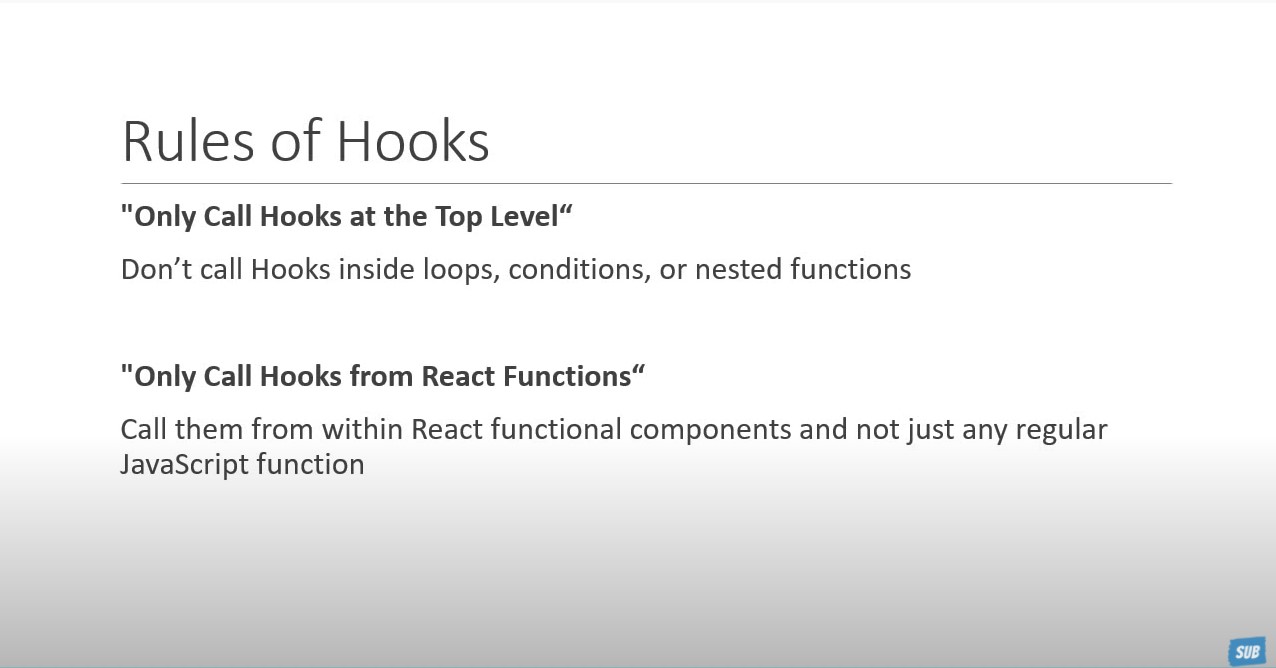 Rules of Hooks
"Only Call Hooks at the Top Level“
Don’t call Hooks inside loops, conditions, or nested functions
"Only Call Hooks from React Functions“
Call them from within React functional components and not just any regular
JavaScript function
SUB